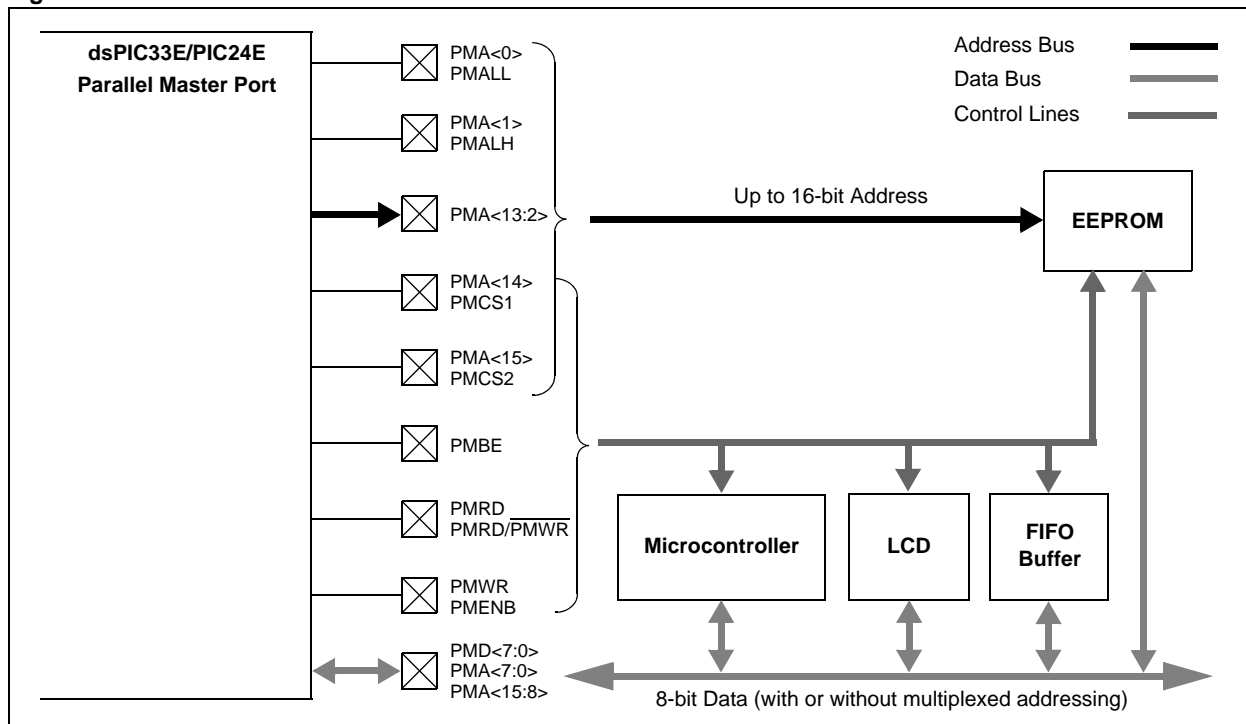 dsPIC33E/PIC24E
Parallel Master Port
PMA<0>
PMALL
PMA<1>
PMALH
PMA<13:2>
PMA<14>
PMCS1
PMA<15>
PMCS2
PMBE
PMRD
PMRD/PMWR
PMWR
PMENB
PMD<7:0>
PMA<7:0>
PMA<15:8>
Address Bus
Data Bus
Control Lines
Up to 16-bit Address
EEPROM
Microcontroller
LCD
FIFO
Buffer
8-bit Data (with or without multiplexed addressing)